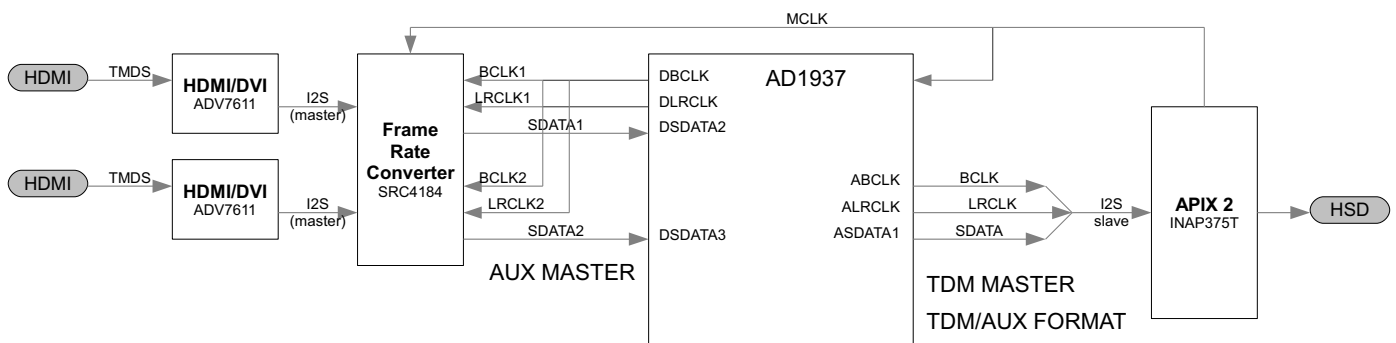 MCLK
HDMI
TMDS
HDMI/DVI
ADV7611
I2S
(master)
Frame
Rate
Converter
SRC4184
BCLK1
LRCLK1
SDATA1
BCLK2
LRCLK2
SDATA2
HDMI
TMDS
HDMI/DVI
ADV7611
I2S
(master)
AD1937
DBCLK
DLRCLK
DSDATA2
DSDATA3
ABCLK
ALRCLK
ASDATA1
BCLK
LRCLK
SDATA
I2S
slave
APIX 2
INAP375T
HSD
AUX MASTER
TDM MASTER
TDM/AUX FORMAT